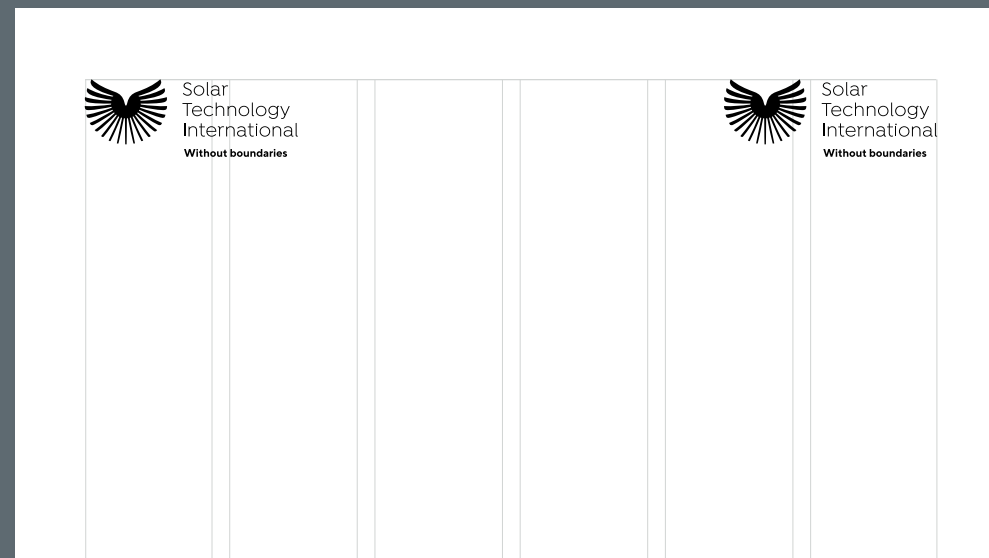 Solar
Technology
International
Without boundaries
Solar
Technology
International
Without boundaries